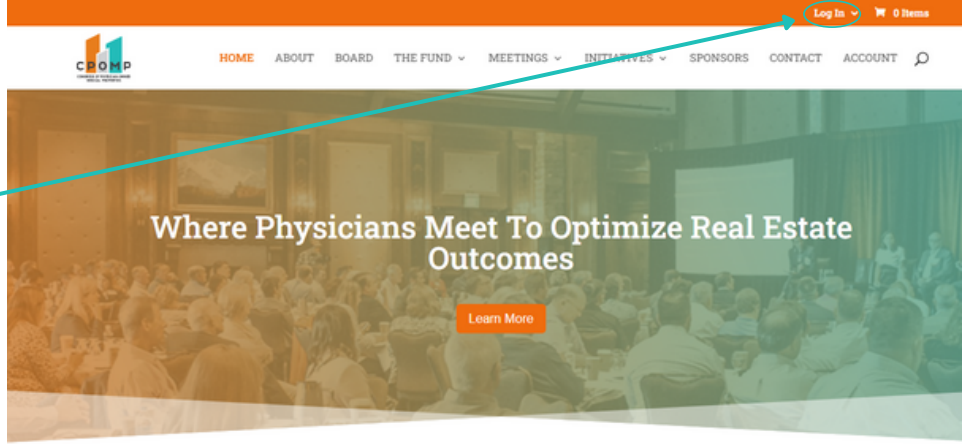 Log In
0 Items
CPOMP
HOME ABOUT BOARD THE FUND MEETINGS INITIATIVES SPONSORS CONTACT ACCOUNT
Where Physicians Meet To Optimize Real Estate
Outcomes
Learn More